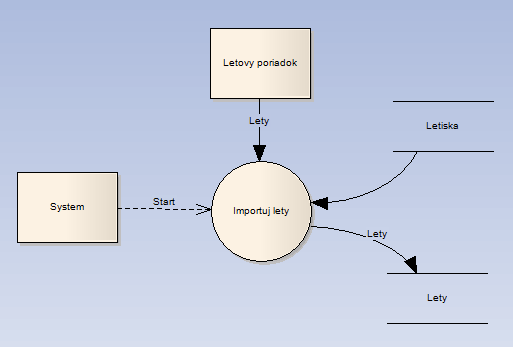 Letovy poriadok
Lety
Letiska
System
Start
Importuj lety
Lety
Lety